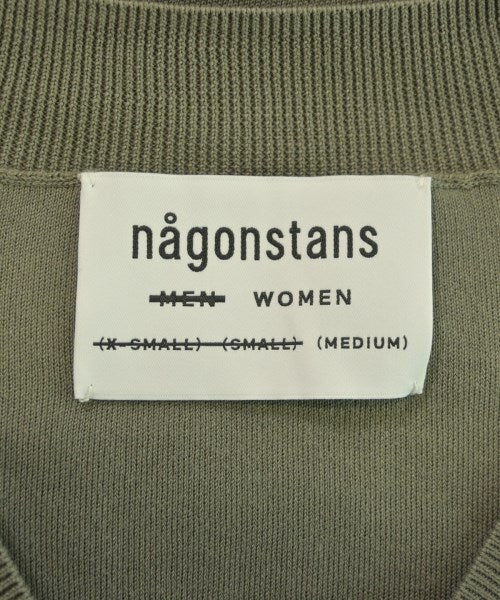 någonstans
MEN WOMEN
(X-SMALL) (SMALL) (MEDIUM)